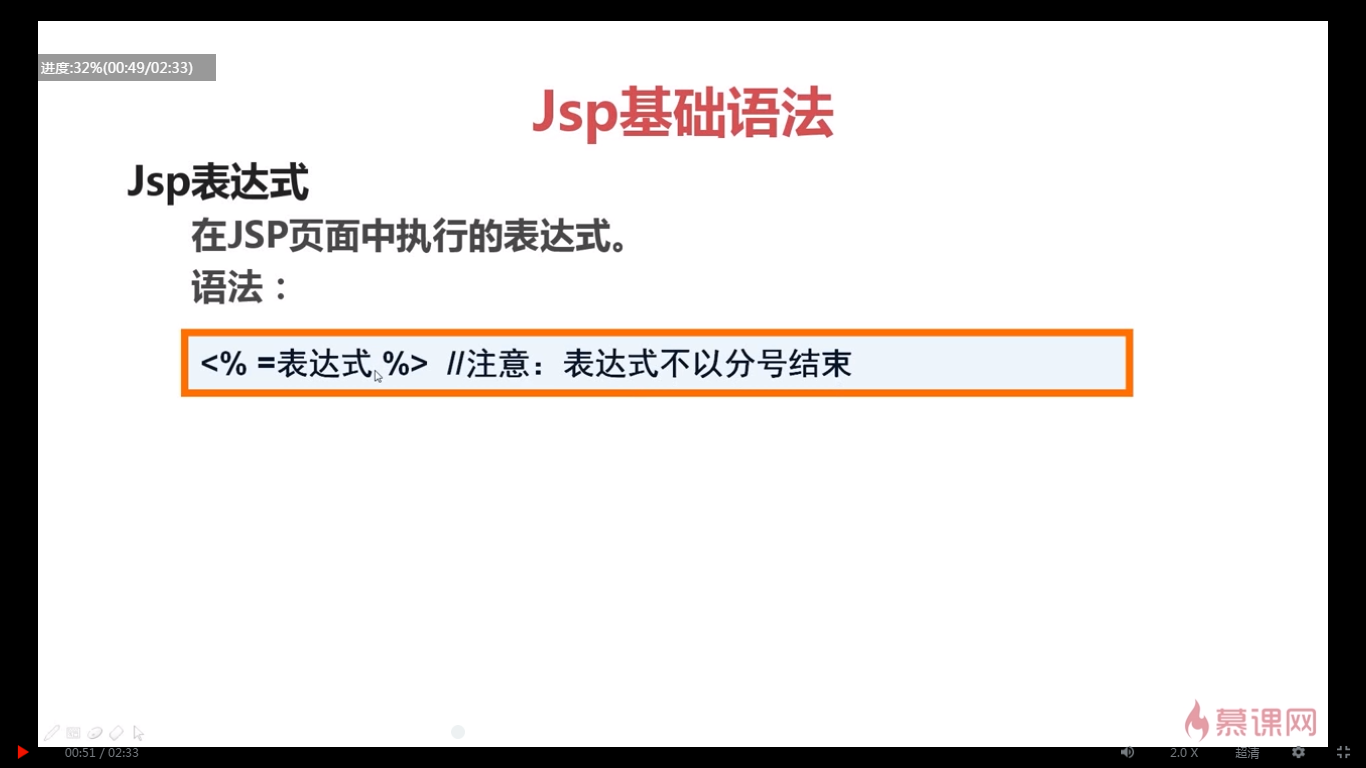 进度:32%(00:49/02:33)
Jsp基础语法
Jsp表达式
在JSP页面中执行的表达式。
语法：
<% =表达式 %> //注意：表达式不以分号结束
慕课网
00:51 / 02:33
2.0 X
超清